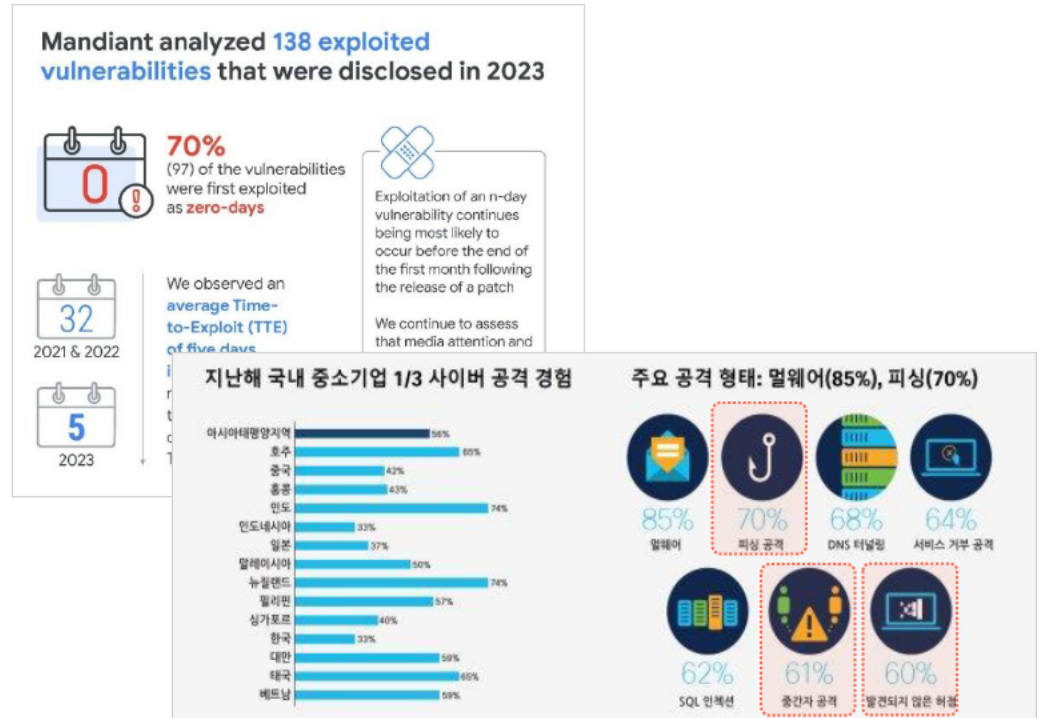 Mandiant analyzed 138 exploited
vulnerabilities that were disclosed in 2023
0
!
70%
(97) of the vulnerabilities
were first exploited
as zero-days
Exploitation of an n-day
vulnerability continues
being most likely to
occur before the end of
the first month following
the release of a patch
We continue to assess
that media attention and
32
2021 & 2022
We observed an
average Time-
to-Exploit (TTE)
of five days
5
2023
지난해 국내 중소기업 1/3 사이버 공격 경험
아시아태평양지역 56%
호주 65%
중국 42%
홍콩 43%
인도 74%
인도네시아 33%
일본 37%
말레이시아 50%
뉴질랜드 74%
필리핀 57%
싱가포르 40%
한국 33%
대만 59%
태국 65%
베트남 59%
주요 공격 형태: 멀웨어(85%), 피싱(70%)
85% 70% 68% 64%
멀웨어 피싱 공격 DNS 터널링 서비스 거부 공격
62% 61% 60%
SQL 인젝션 중간자 공격 발견되지 않은 허점